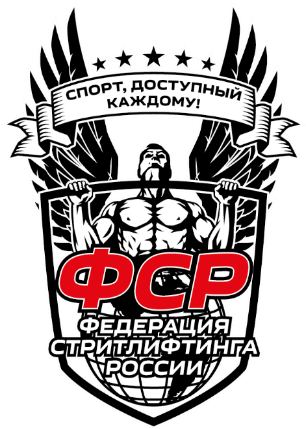 СПОРТ, ДОСТУПНЫЙ
КАЖДОМУ!
ФСР
ФЕДЕРАЦИЯ
СТРИТЛИФТИНГА
РОССИИ